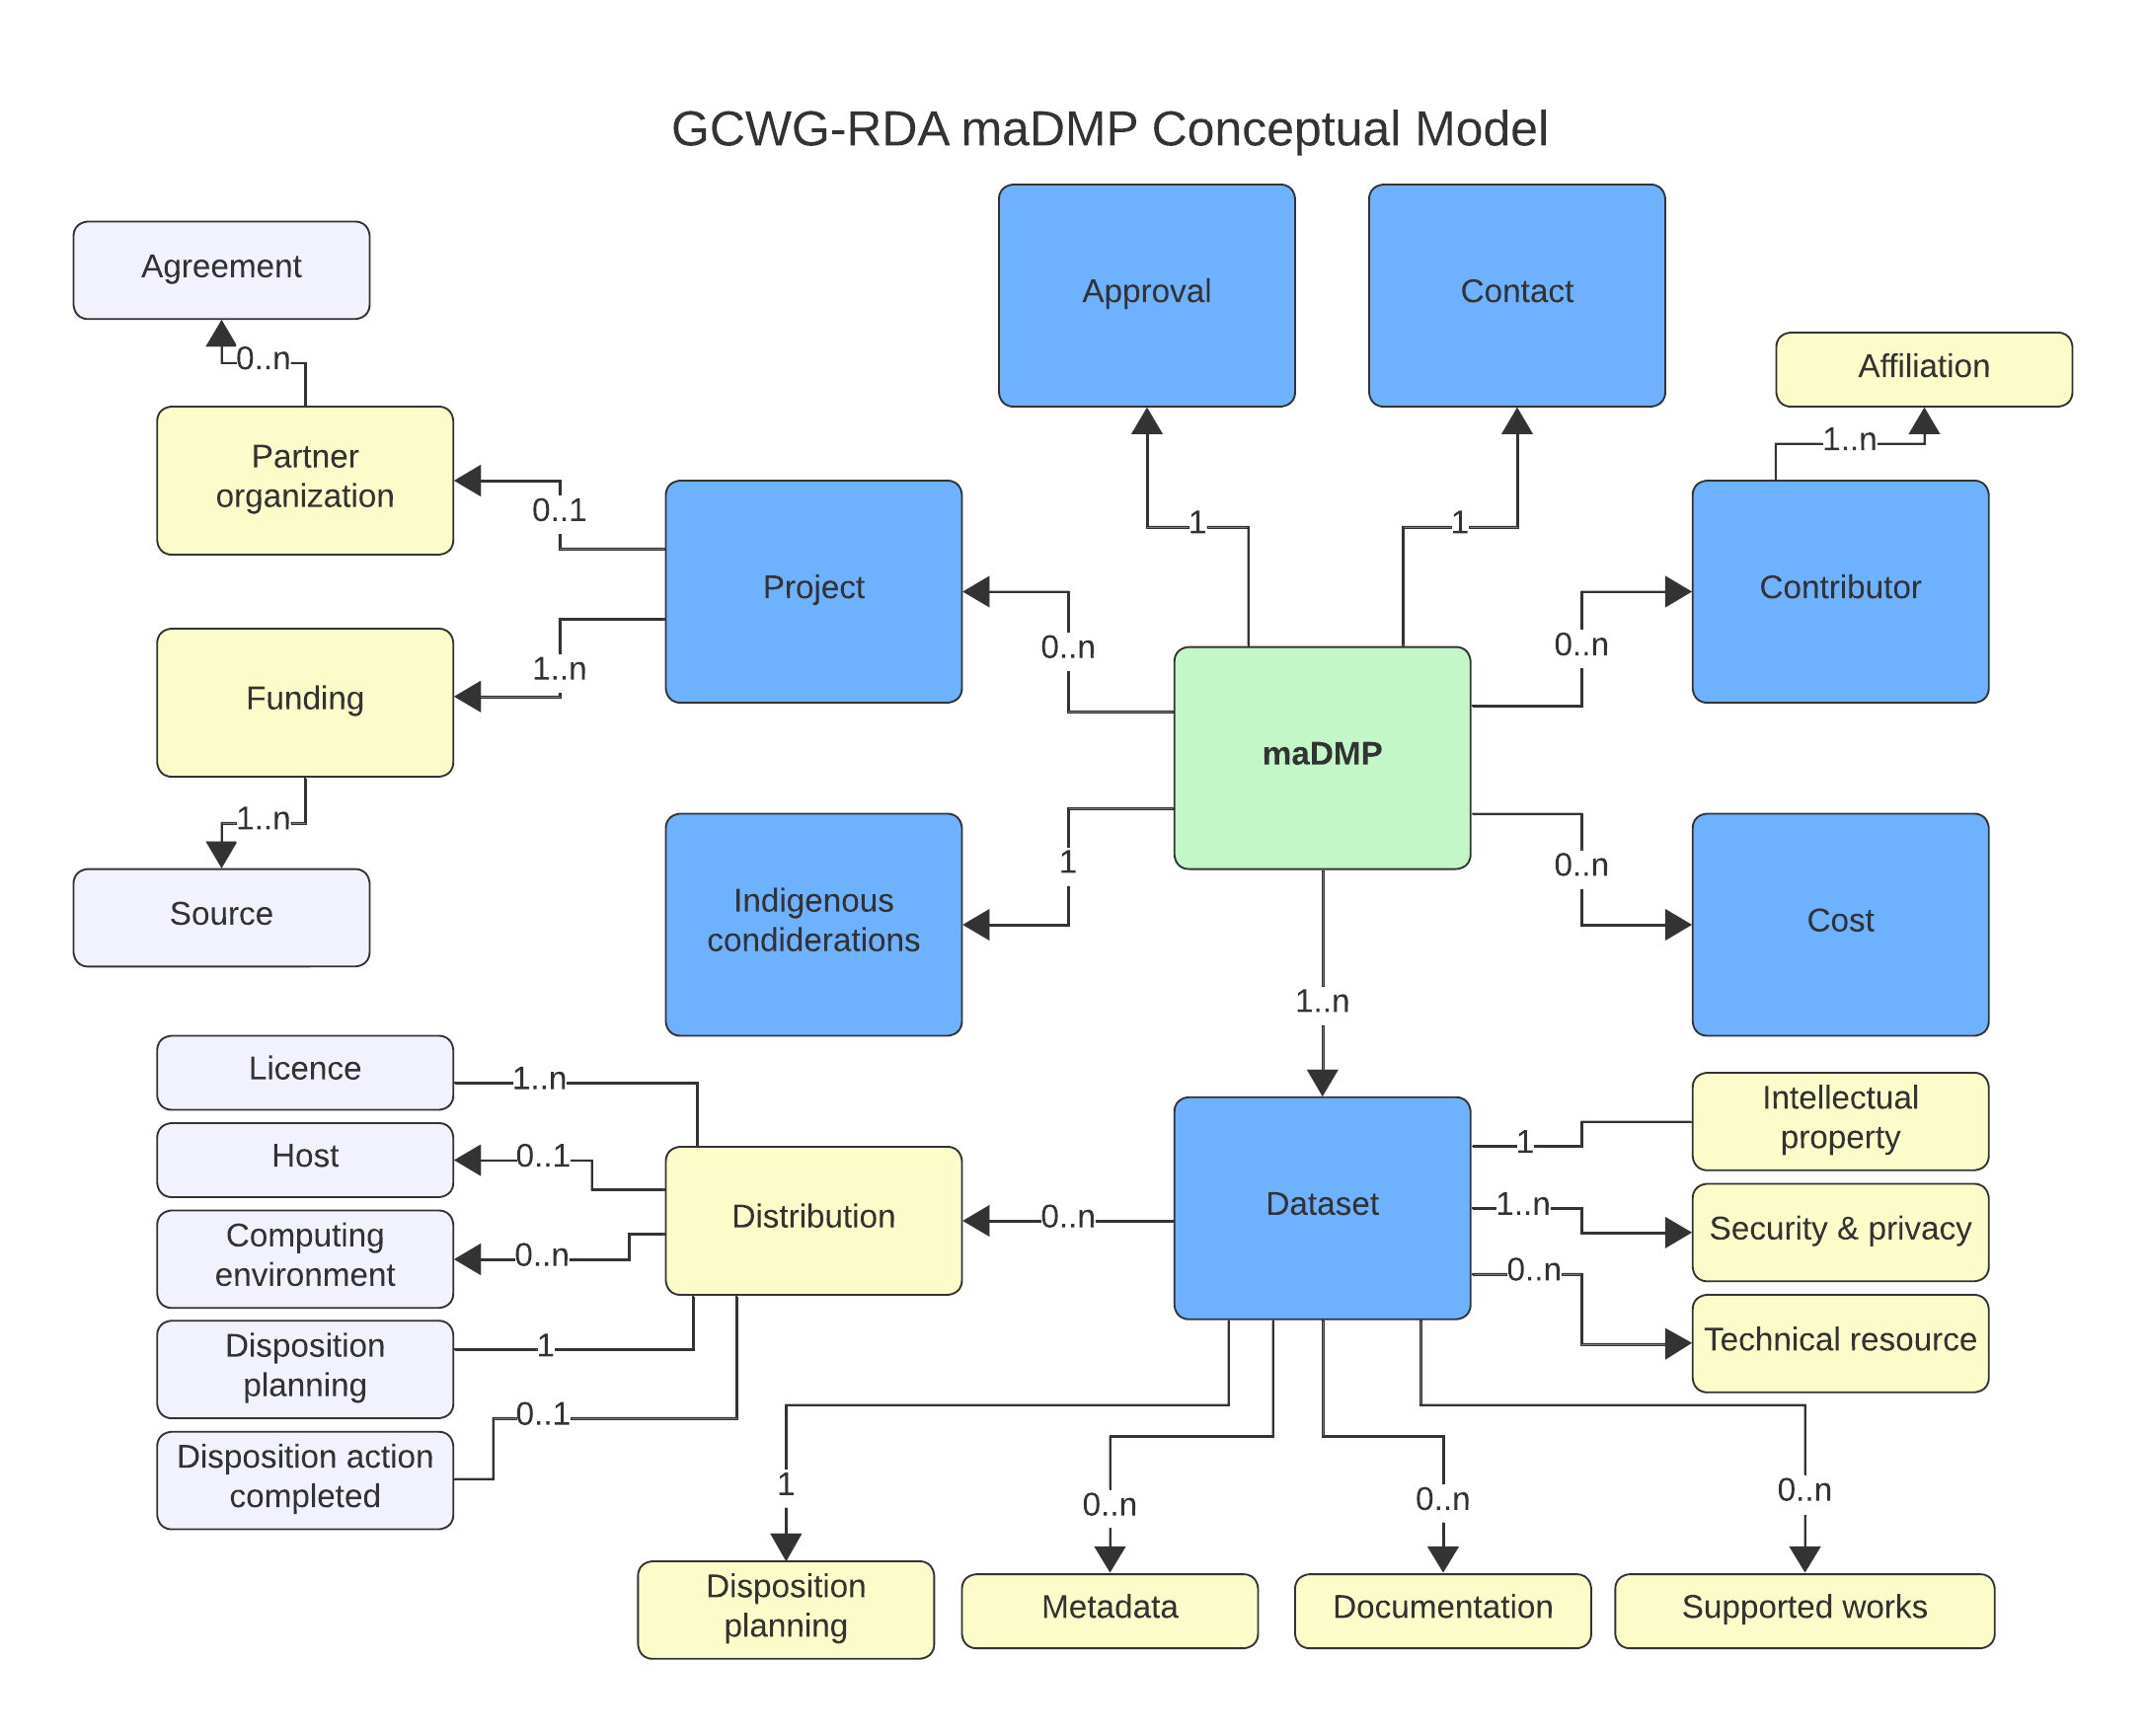 GCWG-RDA maDMP Conceptual Model
Agreement
Approval
Contact
Affiliation
0..n
1..n
Partner
organization
0..1
1
1
Project
Contributor
0..n
0..n
1..n
Funding
maDMP
1..n
Source
1
0..n
Indigenous
condiderations
Cost
1..n
Licence
1..n
Intellectual
property
1
Host
0..1
Distribution
0..n
Dataset
1..n
Security & privacy
Computing
environment
0..n
0..n
Technical resource
Disposition
planning
1
0..1
Disposition action
completed
1
0..n
0..n
0..n
Disposition
planning
Metadata
Documentation
Supported works